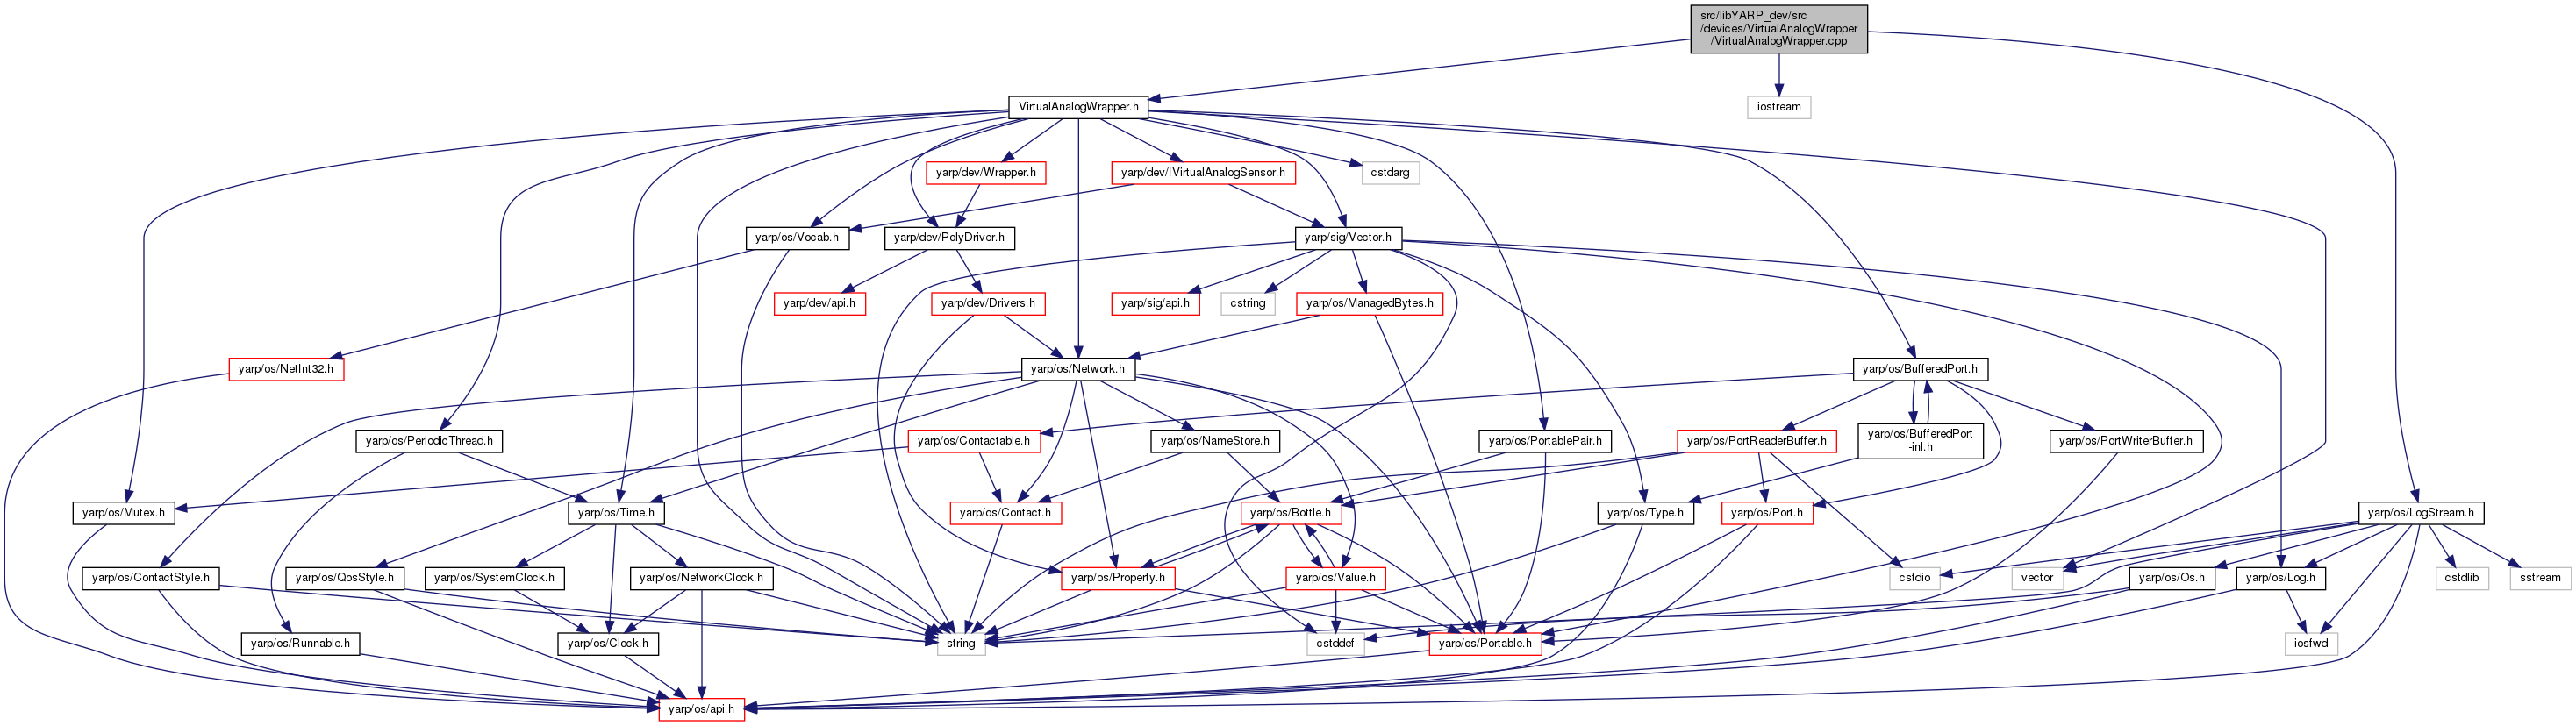 src/libYARP_dev/src
/devices/VirtualAnalogWrapper
/VirtualAnalogWrapper.cpp
VirtualAnalogWrapper.h
iostream
yarp/dev/Wrapper.h
yarp/dev/IVirtualAnalogSensor.h
cstdarg
yarp/os/Vocab.h
yarp/dev/PolyDriver.h
yarp/sig/Vector.h
yarp/dev/api.h
yarp/dev/Drivers.h
yarp/sig/api.h
cstring
yarp/os/ManagedBytes.h
yarp/os/NetInt32.h
yarp/os/Network.h
yarp/os/BufferedPort.h
yarp/os/PeriodicThread.h
yarp/os/Contactable.h
yarp/os/NameStore.h
yarp/os/PortablePair.h
yarp/os/PortReaderBuffer.h
yarp/os/BufferedPort
-inl.h
yarp/os/PortWriterBuffer.h
yarp/os/Mutex.h
yarp/os/Time.h
yarp/os/Contact.h
yarp/os/Bottle.h
yarp/os/Type.h
yarp/os/Port.h
yarp/os/LogStream.h
yarp/os/ContactStyle.h
yarp/os/QosStyle.h
yarp/os/SystemClock.h
yarp/os/NetworkClock.h
yarp/os/Property.h
yarp/os/Value.h
cstdio
vector
yarp/os/Os.h
yarp/os/Log.h
cstdlib
sstream
yarp/os/Runnable.h
yarp/os/Clock.h
string
cstddef
yarp/os/Portable.h
iosfwd
yarp/os/api.h